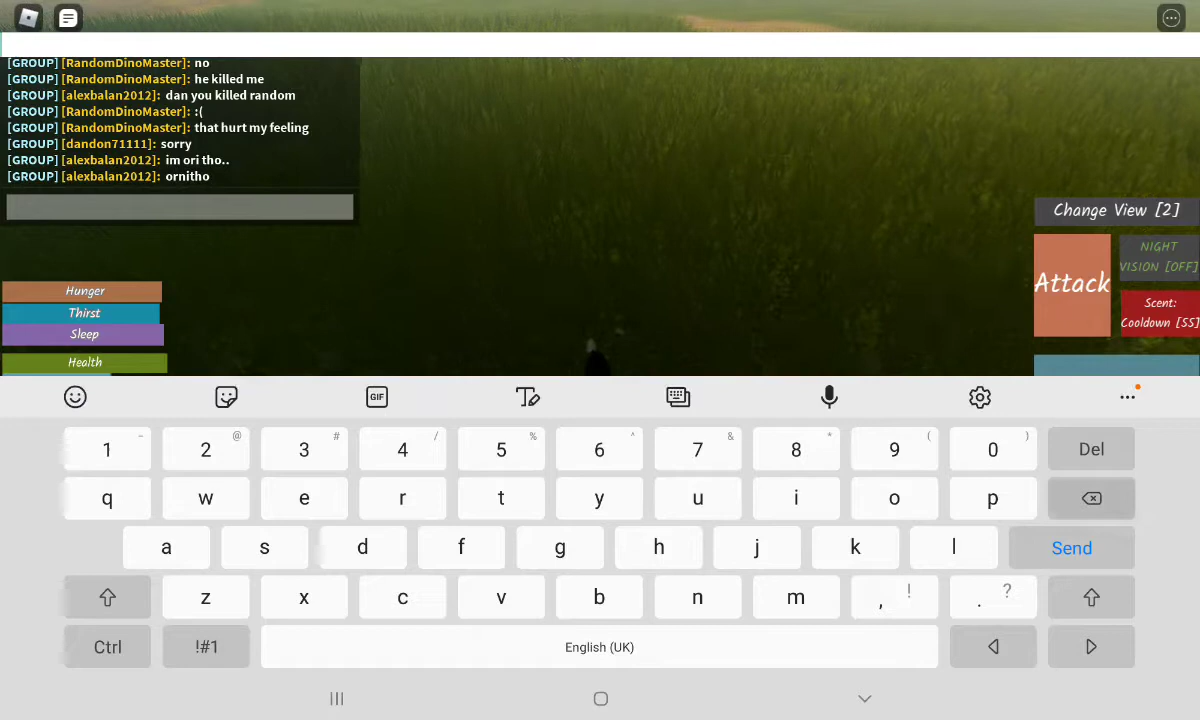 [GROUP] [RandomDinoMaster]: no
[GROUP] [RandomDinoMaster]: he killed me
[GROUP] [alexbalan2012]: dan you killed random
[GROUP] [RandomDinoMaster]: :(
[GROUP] [RandomDinoMaster]: that hurt my feeling
[GROUP] [dandon71111]: sorry
[GROUP] [alexbalan2012]: im ori tho..
[GROUP] [alexbalan2012]: ornitho
Change View [2]
Attack
NIGHT
VISION [OFF]
Scent:
Cooldown [55]
Hunger
Thirst
Sleep
Health
GIF
1 2 @ 3 # 4 / 5 % 6 ^ 7 & 8 * 9 ( 0 ) Del
q w e r t y u i o p
a s d f g h j k l Send
z x c v b n m , ! . ?
Ctrl !#1 English (UK)